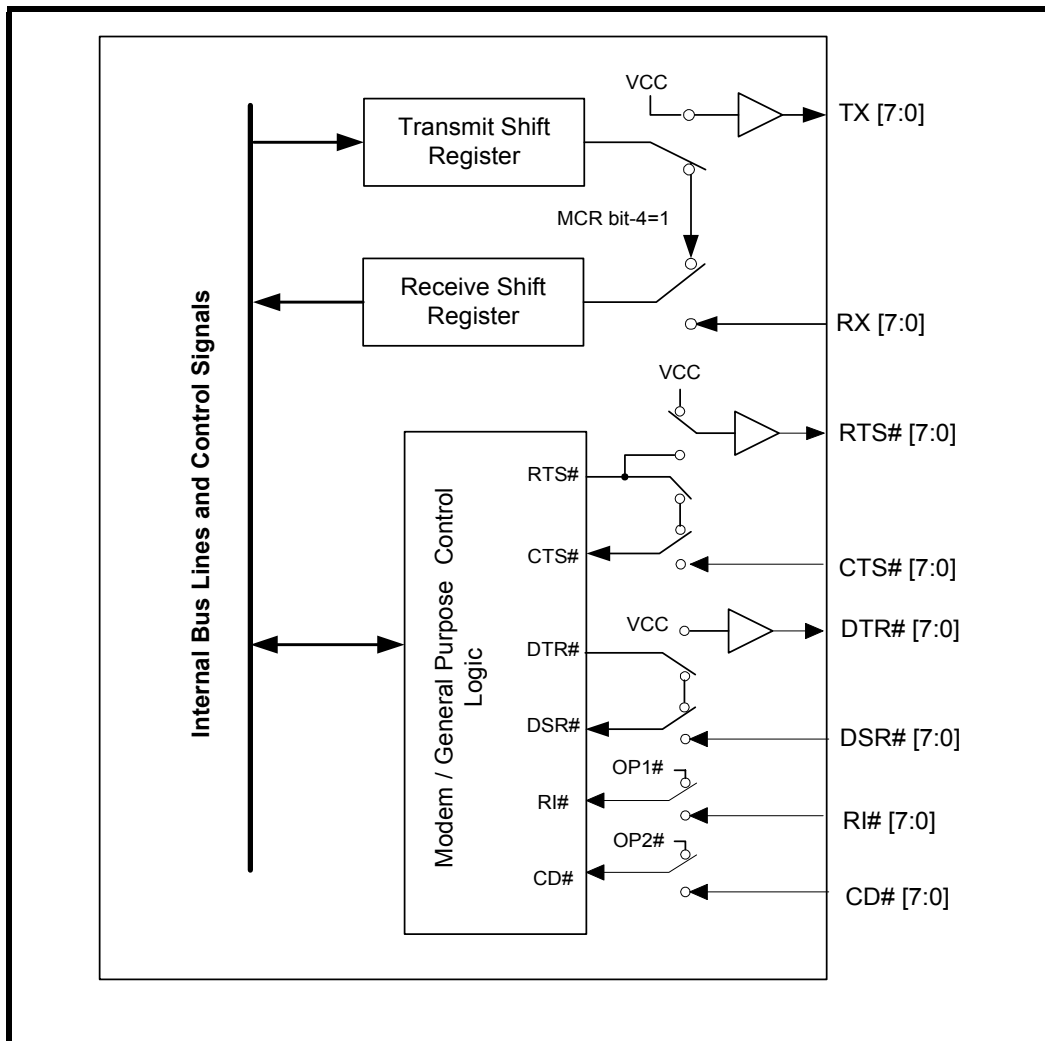 VCC
TX [7:0]
Transmit Shift
Register
MCR bit-4=1
Receive Shift
Register
RX [7:0]
Internal Bus Lines and Control Signals
VCC
RTS# [7:0]
Modem / General Purpose Control
Logic
RTS#
CTS#
CTS# [7:0]
VCC
DTR# [7:0]
DTR#
DSR#
DSR# [7:0]
OP1#
RI#
RI# [7:0]
OP2#
CD#
CD# [7:0]